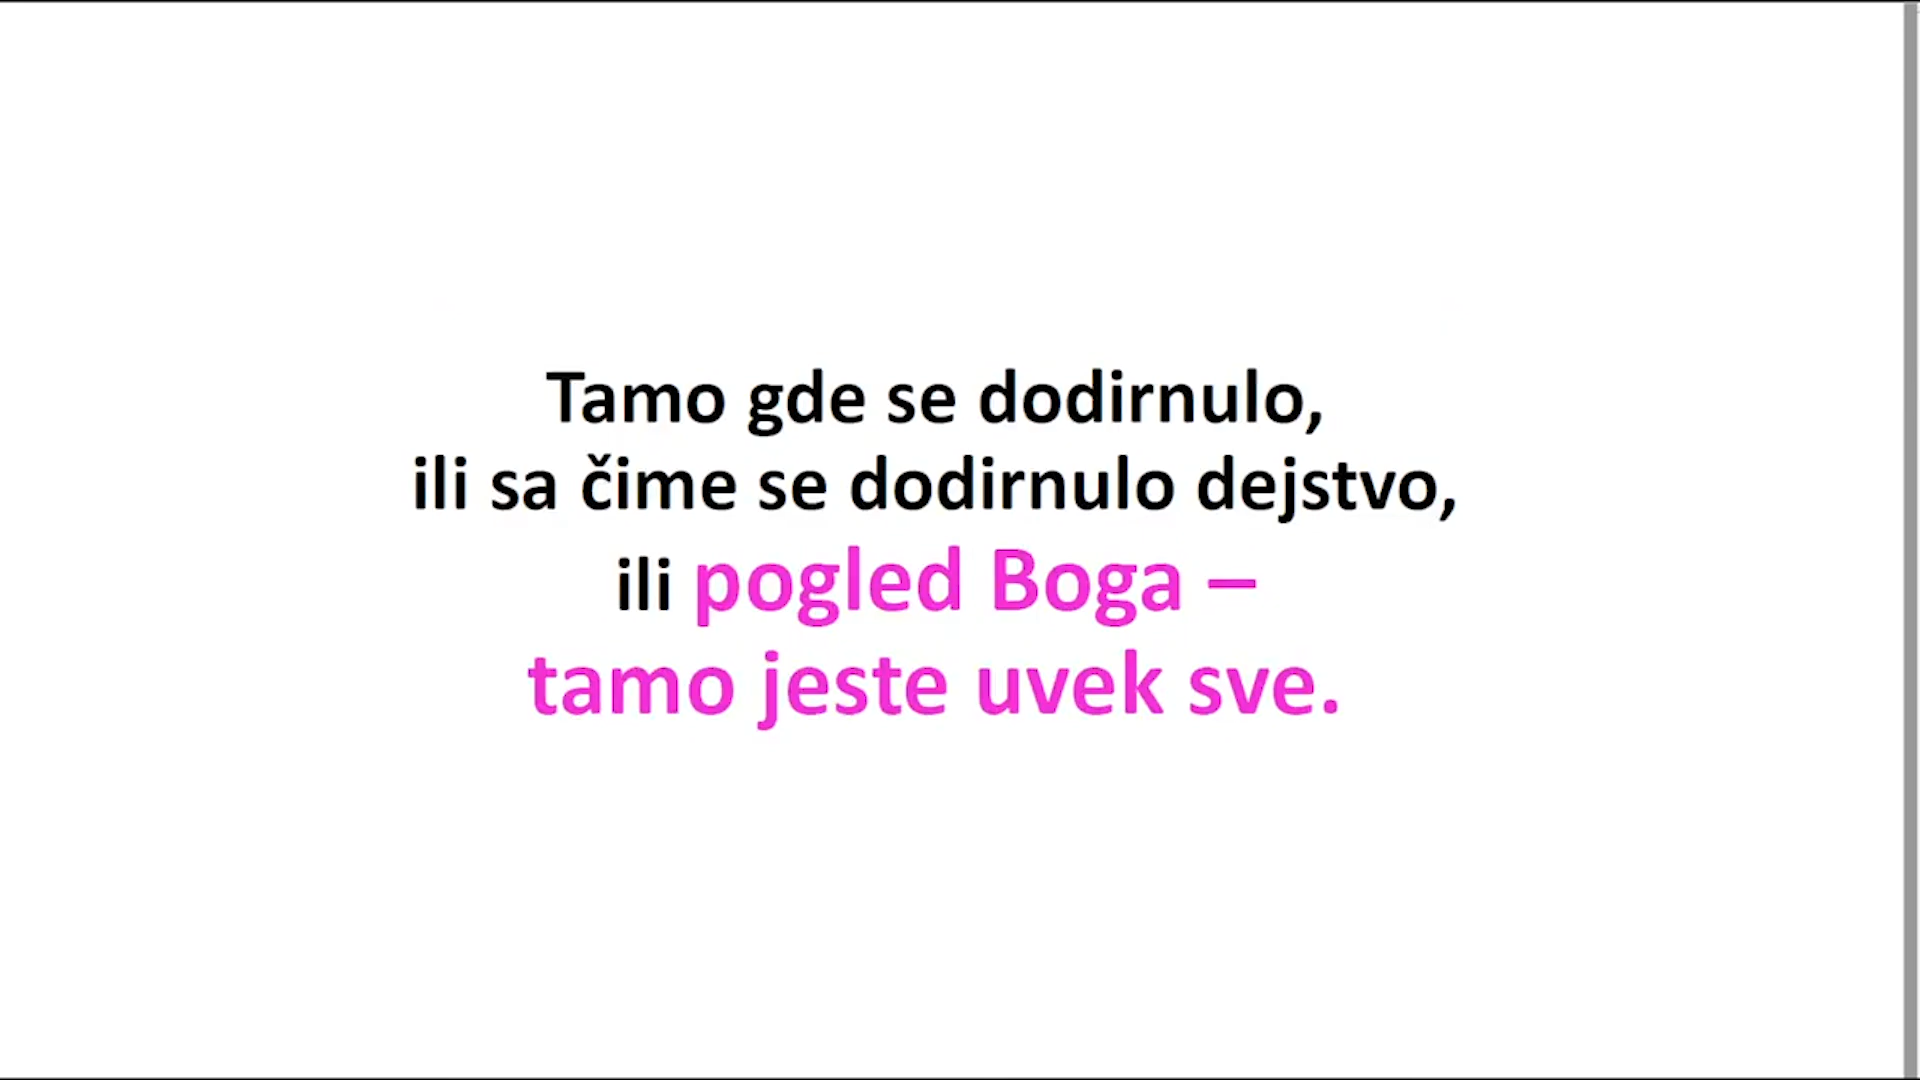 Tamo gde se dodirnulo,
ili sa čime se dodirnulo dejstvo,
ili pogled Boga –
tamo jeste uvek sve.